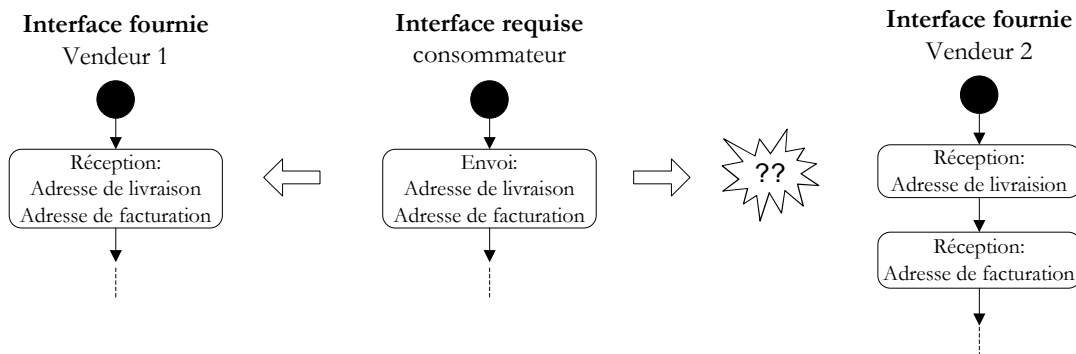 Interface fournie
Vendeur 1
Réception:
Adresse de livraison
Adresse de facturation
Interface requise
consommateur
Envoi:
Adresse de livraison
Adresse de facturation
??
Interface fournie
Vendeur 2
Réception:
Adresse de livraision
Réception:
Adresse de facturation